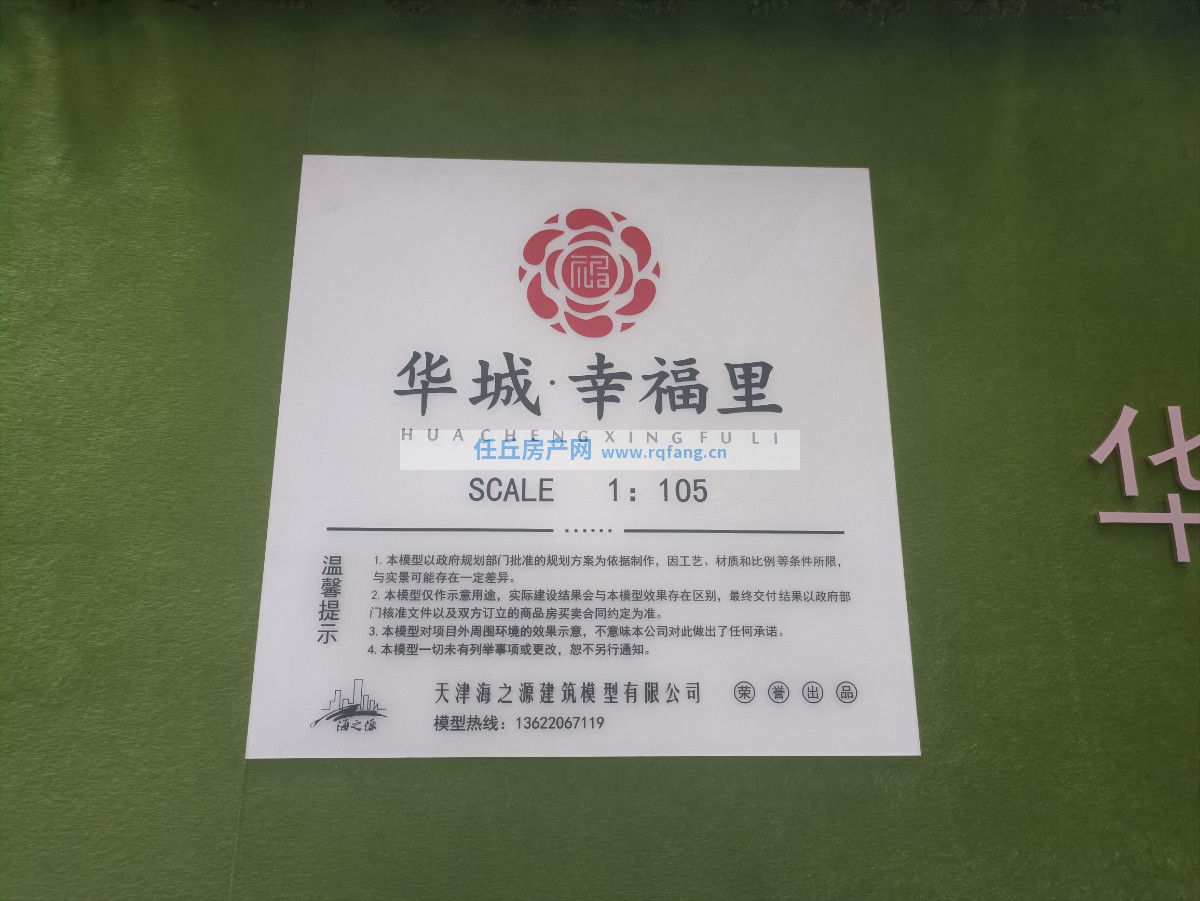 福
华城·幸福里
HUACHENGXINGFULI
任丘房产网 www.rqfang.cn
SCALE 1: 105
温馨提示
1. 本模型以政府规划部门批准的规划方案为依据制作，因工艺、材质和比例等条件所限，
与实景可能存在一定差异。
2. 本模型仅作示意用途，实际建设结果会与本模型效果存在区别，最终交付结果以政府部
门核准文件以及双方订立的商品房买卖合同约定为准。
3. 本模型对项目外周围环境的效果示意，不意味本公司对此做出了任何承诺。
4. 本模型一切未有列举事项或更改，恕不另行通知。
海之源
天津海之源建筑模型有限公司 荣誉出品
模型热线：13622067119
华